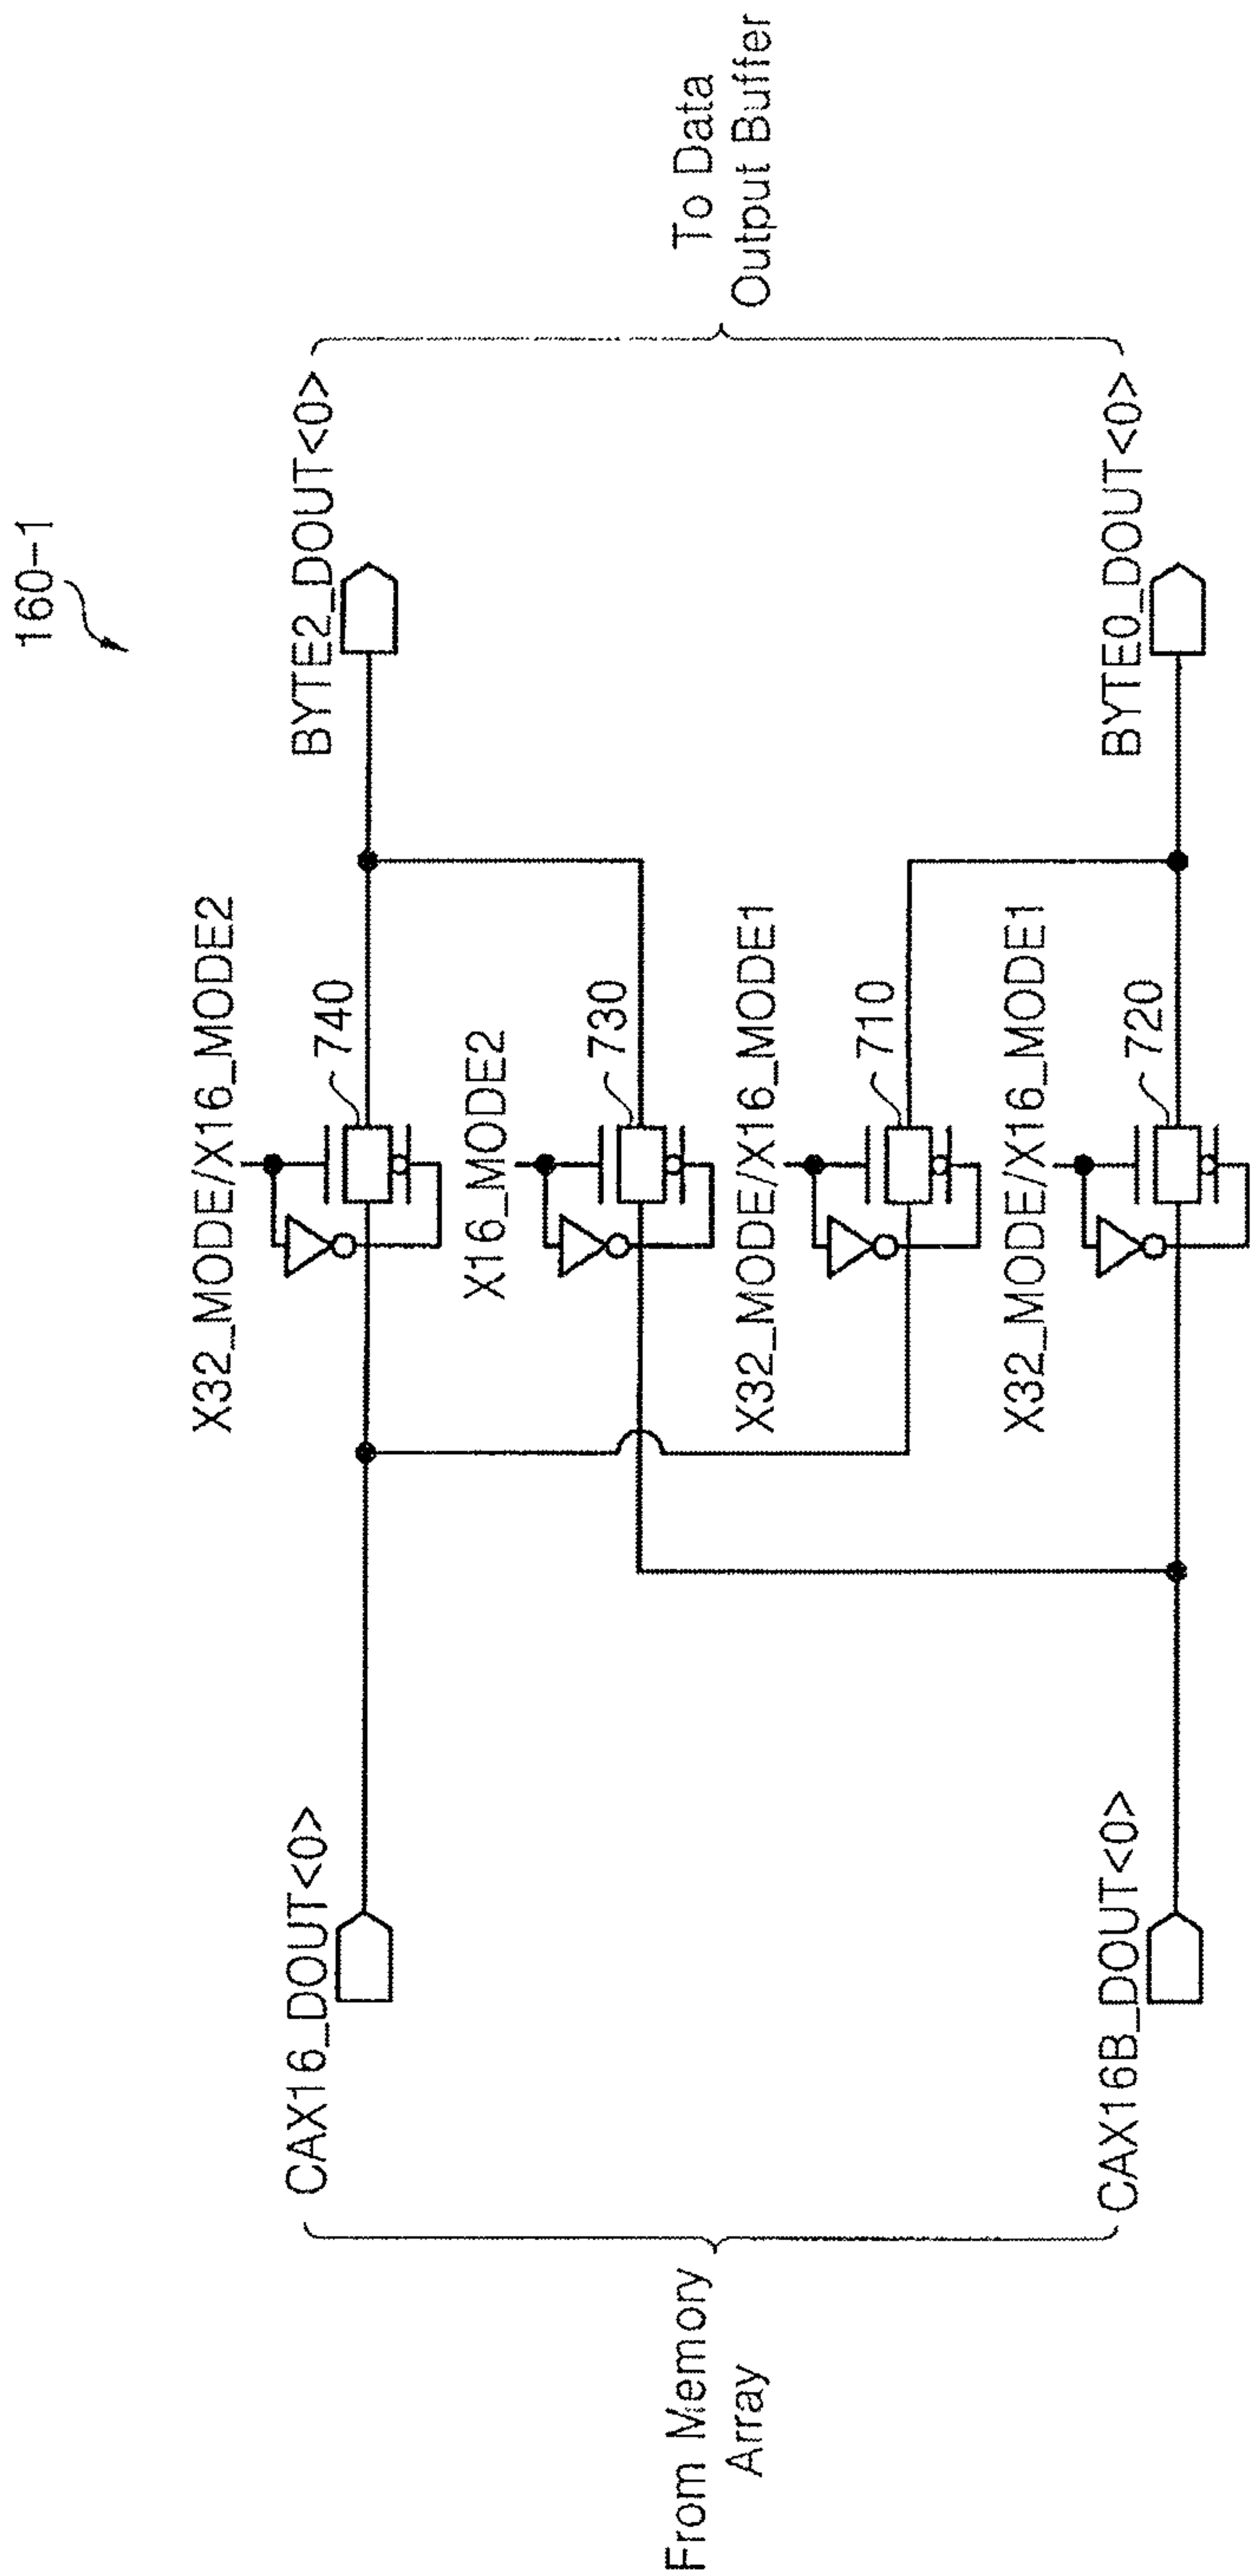 160-1
From Memory
Array
CAX16_DOUT<0>
CAX16B_DOUT<0>
X32_MODE/X16_MODE2
740
X16_MODE2
730
X32_MODE/X16_MODE1
710
X32_MODE/X16_MODE1
720
BYTE2_DOUT<0>
BYTE0_DOUT<0>
To Data
Output Buffer